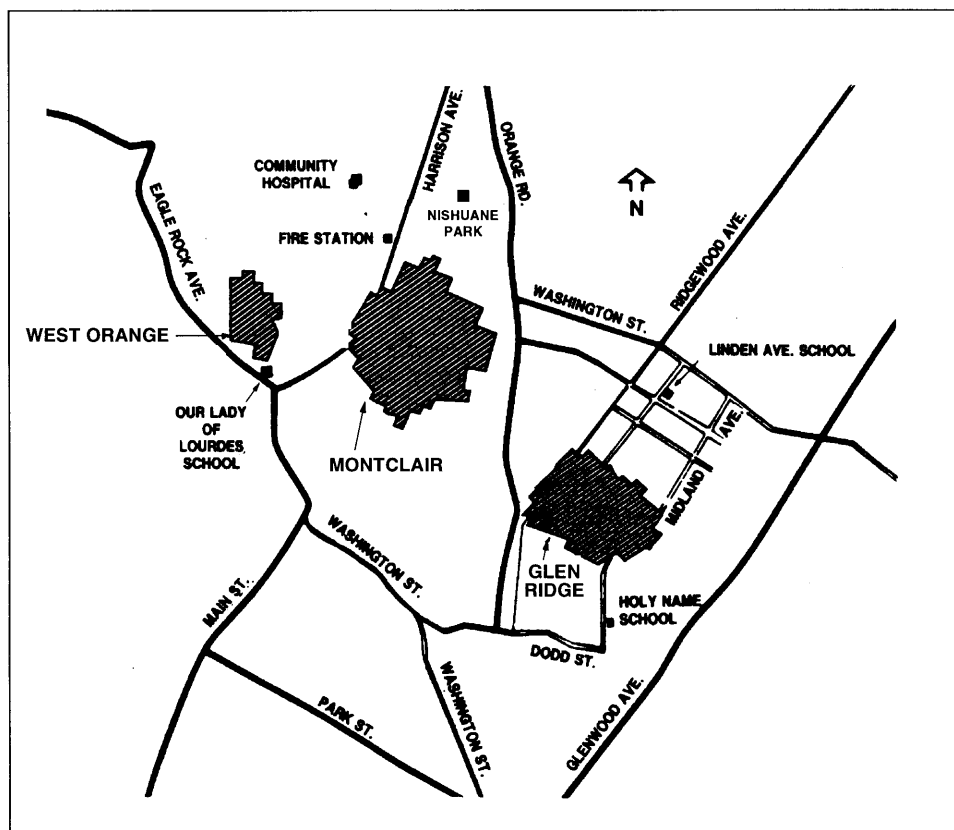 HARRISON AVE.
ORANGE RD.
COMMUNITY
HOSPITAL
EAGLE ROCK AVE.
NISHUANE
PARK
N
FIRE STATION
RIDGEWOOD AVE.
WASHINGTON ST.
WEST ORANGE
LINDEN AVE. SCHOOL
OUR LADY
OF
LOURDES
SCHOOL
MONTCLAIR
MIDLAND AVE.
WASHINGTON ST.
GLEN
RIDGE
MAIN ST.
HOLY NAME
SCHOOL
DODD ST.
PARK ST.
WASHINGTON ST.
GLENWOOD AVE.